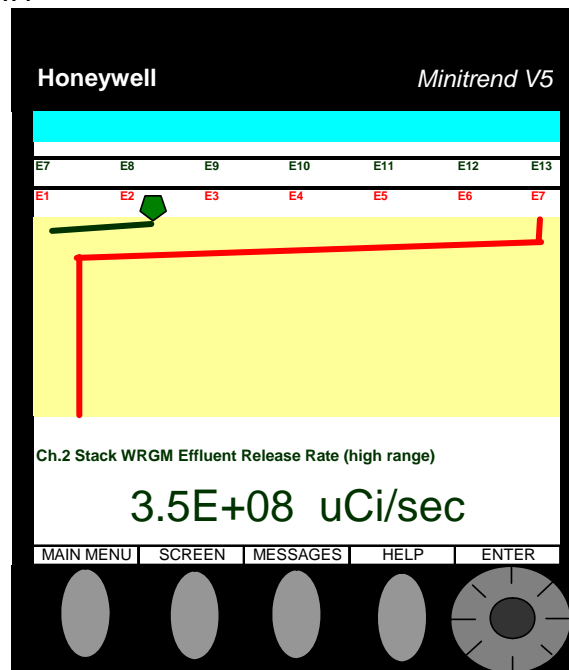 Honeywell Minitrend V5
E7 E8 E9 E10 E11 E12 E13
E1 E2 E3 E4 E5 E6 E7
Ch.2 Stack WRGM Effluent Release Rate (high range)
3.5E+08 uCi/sec
MAIN MENU SCREEN MESSAGES HELP ENTER